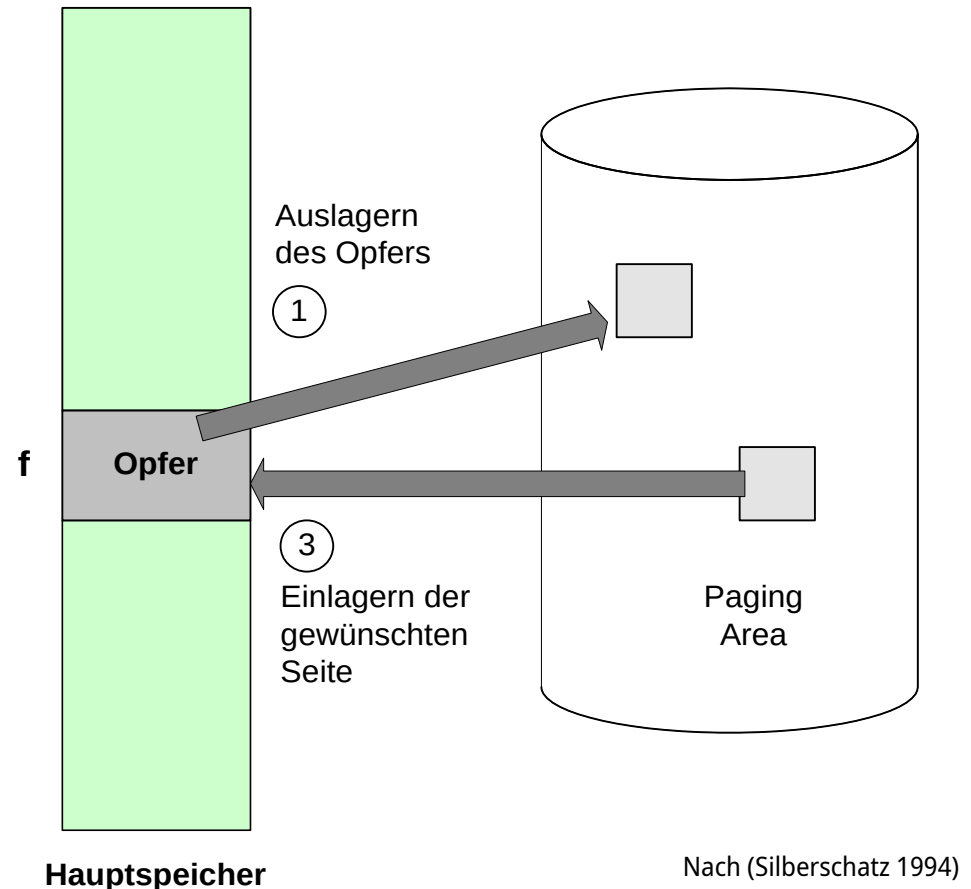 Auslagern
des Opfers
1
f
Opfer
3
Einlagern der
gewünschten
Seite
Paging
Area
Hauptspeicher
Nach (Silberschatz 1994)